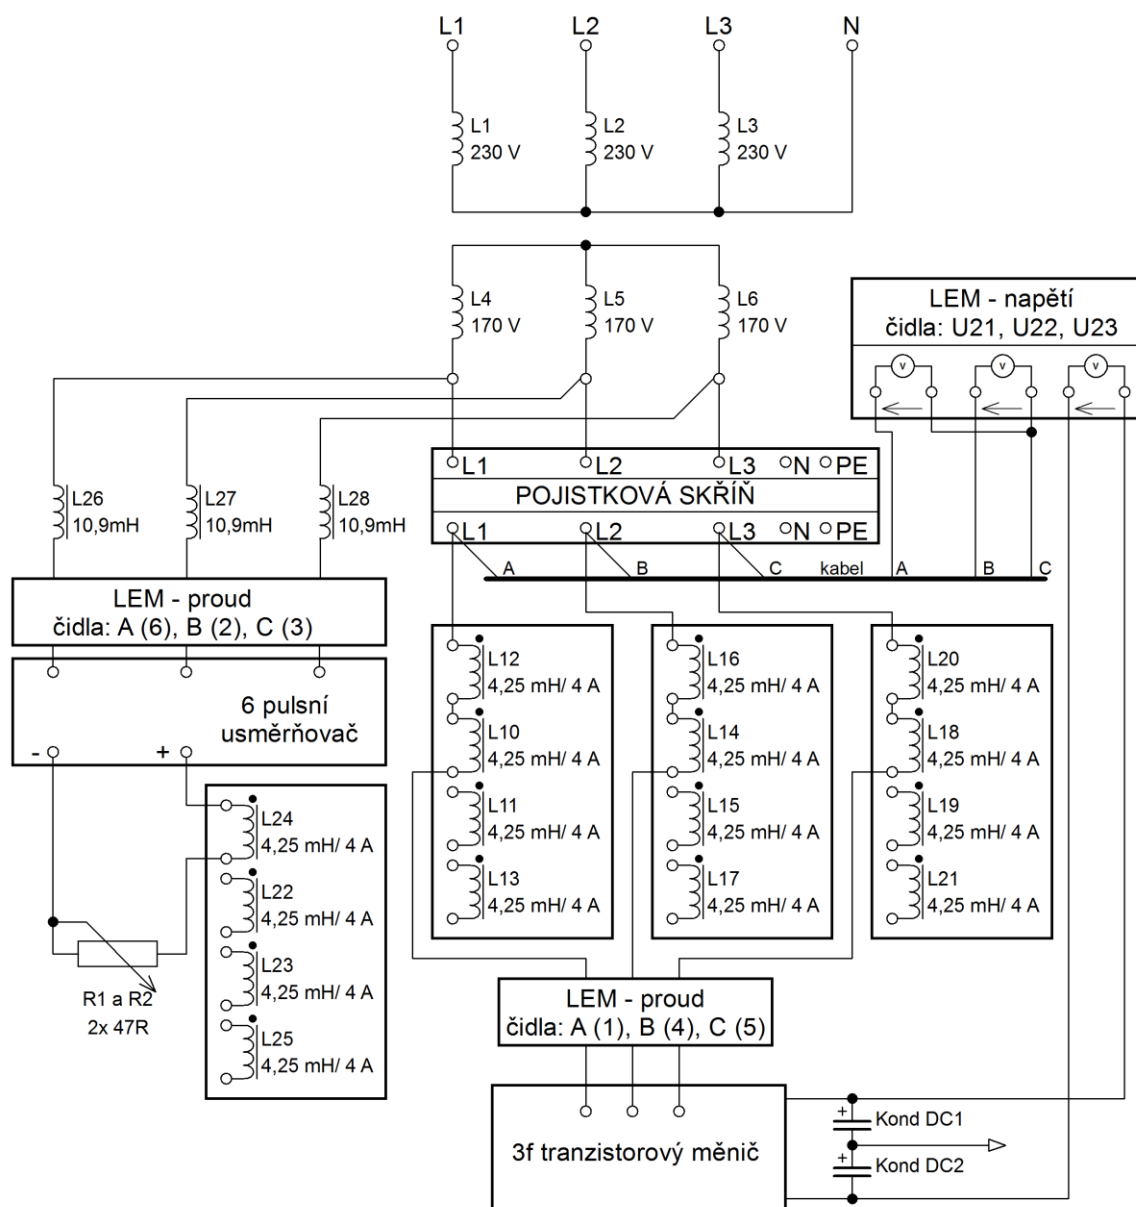 L1 L2 L3 N
L1
230 V
L2
230 V
L3
230 V
L4
170 V
L5
170 V
L6
170 V
LEM - napětí
čidla: U21, U22, U23
v v v
L1 L2 L3 N PE
POJISTKOVÁ SKŘÍŇ
L1 L2 L3 N PE
A B C kabel A B C
L26
10,9mH
L27
10,9mH
L28
10,9mH
LEM - proud
čidla: A (6), B (2), C (3)
6 pulsní
usměrňovač
- +
L12
4,25 mH/ 4 A
L10
4,25 mH/ 4 A
L11
4,25 mH/ 4 A
L13
4,25 mH/ 4 A
L16
4,25 mH/ 4 A
L14
4,25 mH/ 4 A
L15
4,25 mH/ 4 A
L17
4,25 mH/ 4 A
L20
4,25 mH/ 4 A
L18
4,25 mH/ 4 A
L19
4,25 mH/ 4 A
L21
4,25 mH/ 4 A
L24
4,25 mH/ 4 A
L22
4,25 mH/ 4 A
L23
4,25 mH/ 4 A
L25
4,25 mH/ 4 A
R1 a R2
2x 47R
LEM - proud
čidla: A (1), B (4), C (5)
3f tranzistorový měnič
+
Kond DC1
+
Kond DC2